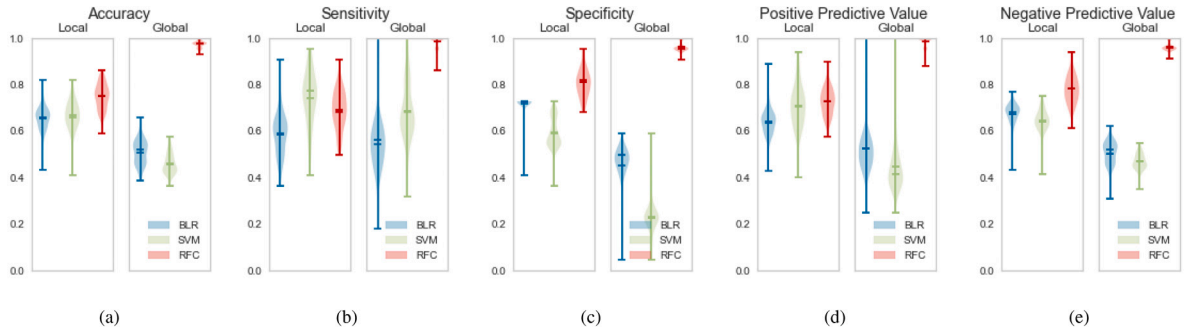 Accuracy
Local Global
1.0
0.8
0.6
0.4
0.2
0.0
BLR
SVM
RFC
(a)
Sensitivity
Local Global
1.0
0.8
0.6
0.4
0.2
0.0
BLR
SVM
RFC
(b)
Specificity
Local Global
1.0
0.8
0.6
0.4
0.2
0.0
BLR
SVM
RFC
(c)
Positive Predictive Value
Local Global
1.0
0.8
0.6
0.4
0.2
0.0
BLR
SVM
RFC
(d)
Negative Predictive Value
Local Global
1.0
0.8
0.6
0.4
0.2
0.0
BLR
SVM
RFC
(e)